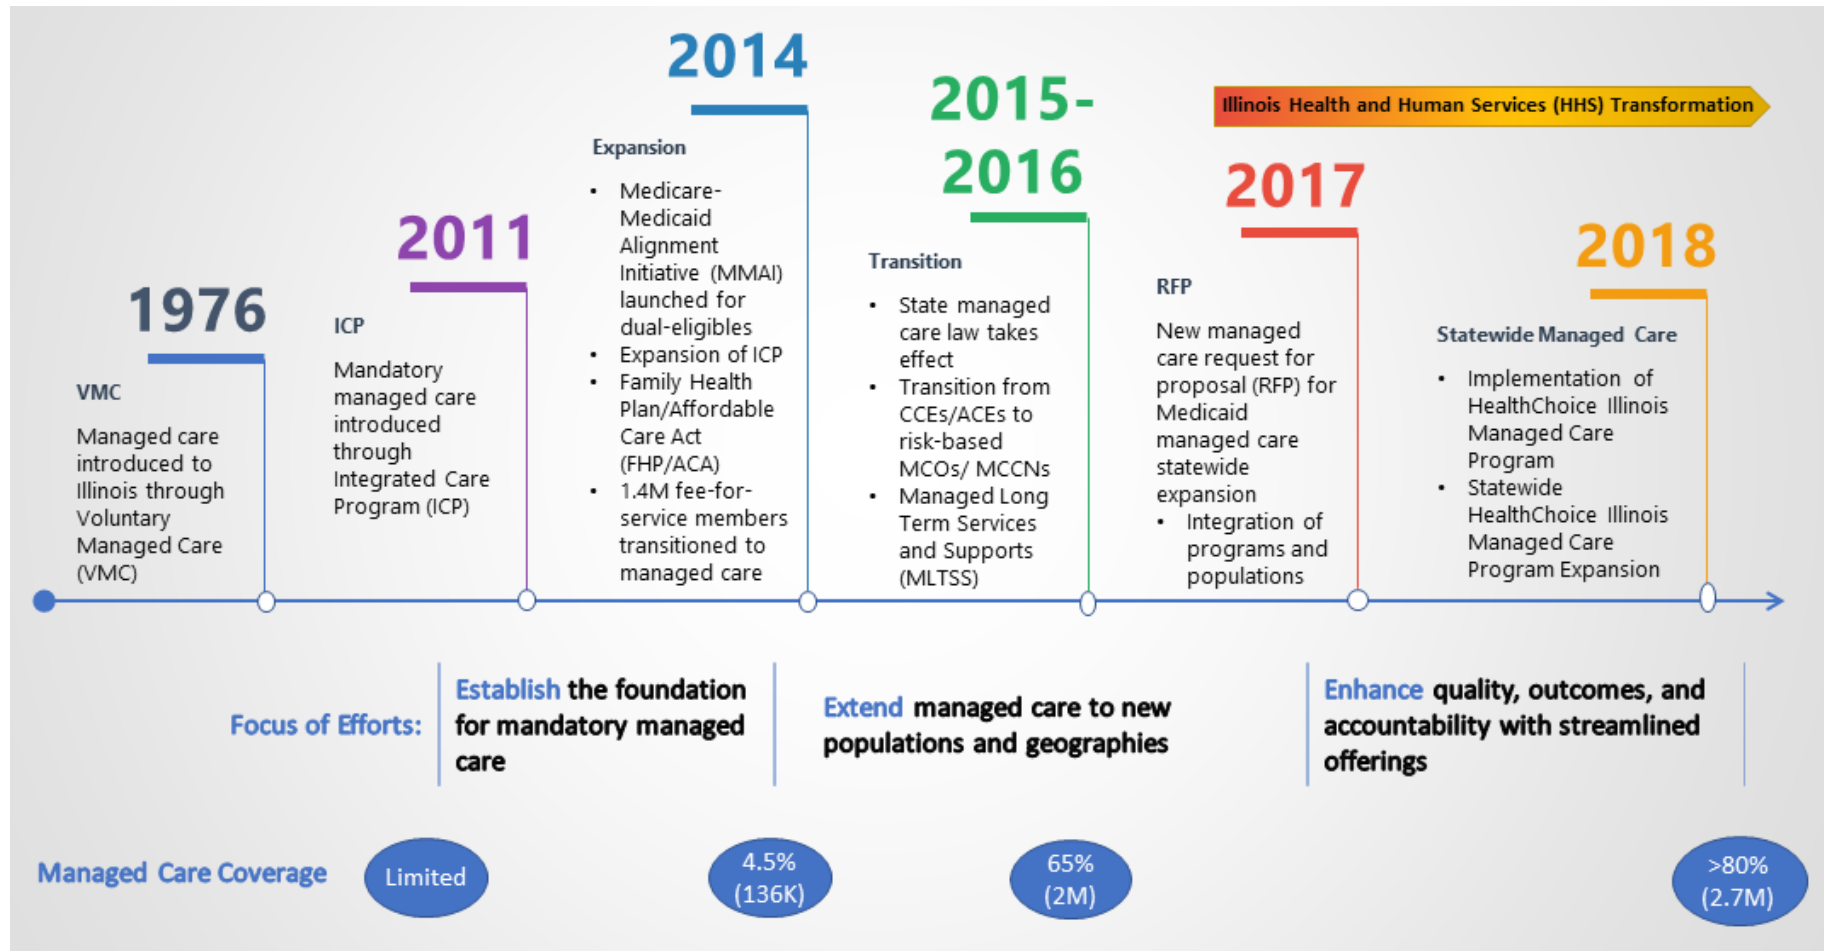 1976
VMC
Managed care
introduced to
Illinois through
Voluntary
Managed Care
(VMC)
2011
ICP
Mandatory
managed care
introduced
through
Integrated Care
Program (ICP)
2014
Expansion
• Medicare-
Medicaid
Alignment
Initiative (MMAI)
launched for
dual-eligibles
• Expansion of ICP
• Family Health
Plan/Affordable
Care Act
(FHP/ACA)
• 1.4M fee-for-
service members
transitioned to
managed care
2015-
2016
Transition
• State managed
care law takes
effect
• Transition from
CCEs/ACEs to
risk-based
MCOs/ MCCNs
• Managed Long
Term Services
and Supports
(MLTSS)
Illinois Health and Human Services (HHS) Transformation
2017
RFP
New managed
care request for
proposal (RFP) for
Medicaid
managed care
statewide
expansion
• Integration of
programs and
populations
2018
Statewide Managed Care
• Implementation of
HealthChoice Illinois
Managed Care
Program
• Statewide
HealthChoice Illinois
Managed Care
Program Expansion
Focus of Efforts:
Establish the foundation
for mandatory managed
care
Extend managed care to new
populations and geographies
Enhance quality, outcomes, and
accountability with streamlined
offerings
Managed Care Coverage
Limited
4.5%
(136K)
65%
(2M)
>80%
(2.7M)